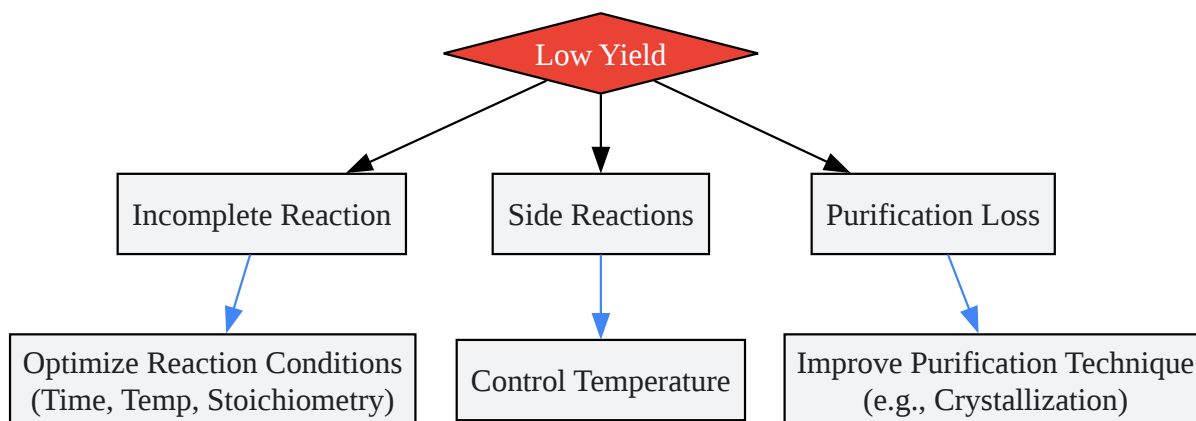 Low Yield
Incomplete Reaction
Side Reactions
Purification Loss
Optimize Reaction Conditions
(Time, Temp, Stoichiometry)
Control Temperature
Improve Purification Technique
(e.g., Crystallization)